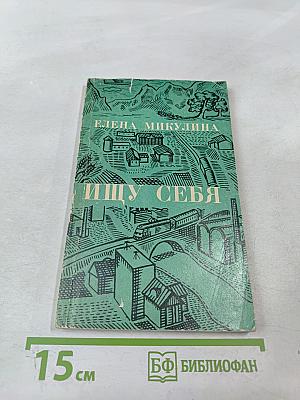 ЕЛЕНА МИКУЛИНА
ИЩУ СЕБЯ
15 см
БФ БИБЛИОФАН